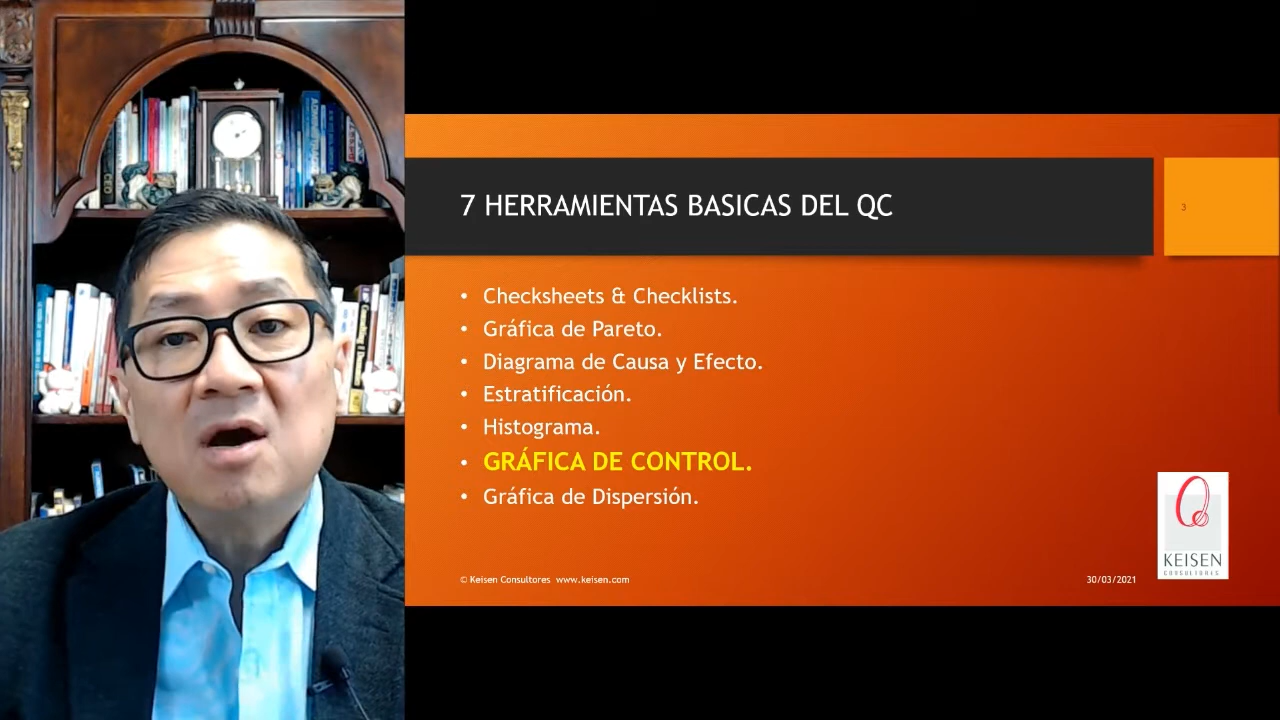 7 HERRAMIENTAS BASICAS DEL QC
3
• Checksheets & Checklists.
• Gráfica de Pareto.
• Diagrama de Causa y Efecto.
• Estratificación.
• Histograma.
• GRÁFICA DE CONTROL.
• Gráfica de Dispersión.
KEISEN
CONSULTORES
© Keisen Consultores www.keisen.com
30/03/2021